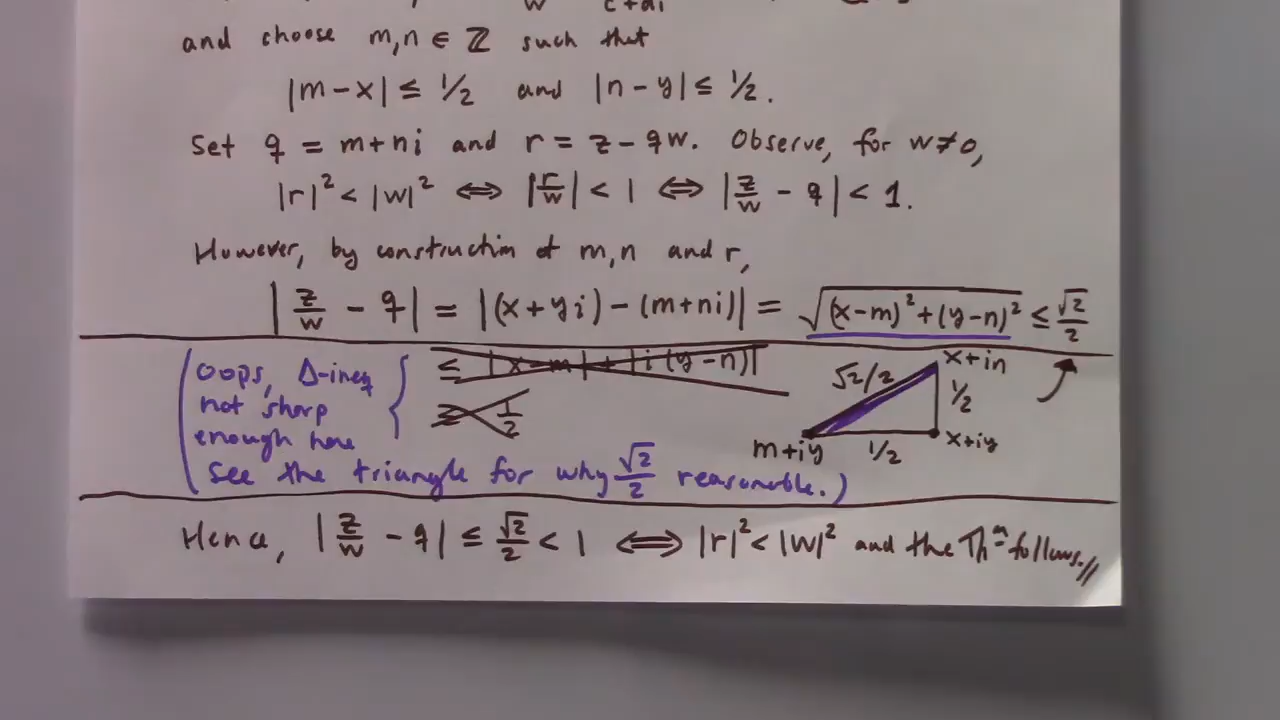 w c+di
and choose m,n ∈ ℤ such that
|m-x| ≤ 1/2 and |n-y| ≤ 1/2.
Set q = m+ni and r = z - qw. Observe, for w≠0,
|r|² < |w|² ⟺ |r/w| < 1 ⟺ |z/w - q| < 1.
However, by construction of m,n and r,
|z/w - q| = |(x+yi) - (m+ni)| = √((x-m)²+(y-n)²) ≤ √2/2
(oops, Δ-ineq { ≤ |x-m| + |i(y-n)|
not sharp
enough here 1/2
See the triangle for why √2/2 reasonable.)
√2/2 x+in
1/2
m+iy 1/2 x+iy
Hence, |z/w - q| ≤ √2/2 < 1 ⟺ |r|² < |w|² and the Thᵐ follows.//